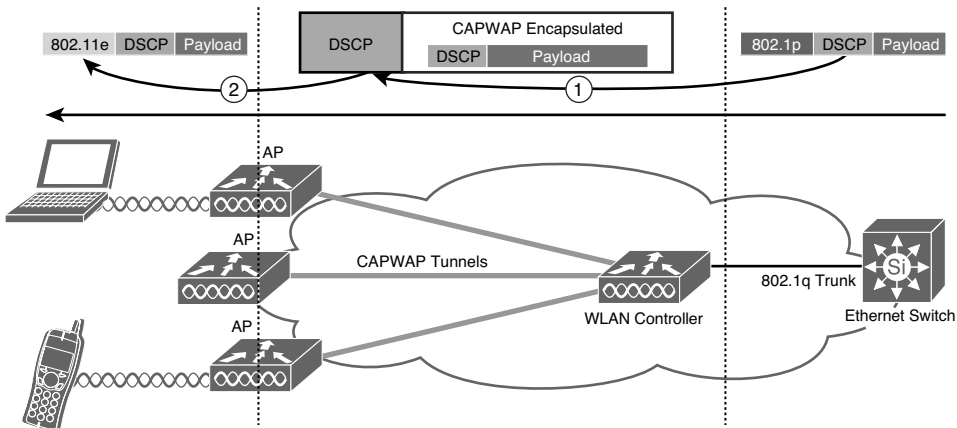 802.11e DSCP Payload
DSCP
CAPWAP Encapsulated
DSCP Payload
802.1p DSCP Payload
2
1
AP
AP
CAPWAP Tunnels
Si
802.1q Trunk
WLAN Controller
Ethernet Switch
AP